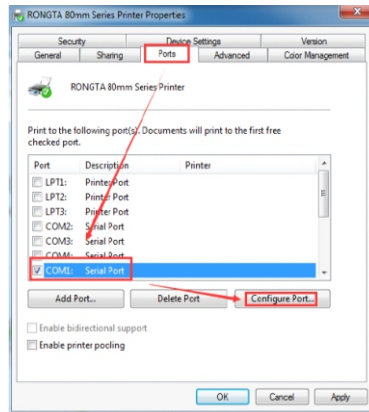 RONGTA 80mm Series Printer Properties
Security Device Settings Version
General Sharing Ports Advanced Color Management
RONGTA 80mm Series Printer
Print to the following port(s). Documents will print to the first free
checked port.
Port Description Printer
LPT1: Printer Port
LPT2: Printer Port
LPT3: Printer Port
COM2: Serial Port
COM3: Serial Port
COM4: Serial Port
COM1: Serial Port
Add Port... Delete Port Configure Port...
Enable bidirectional support
Enable printer pooling
OK Cancel Apply